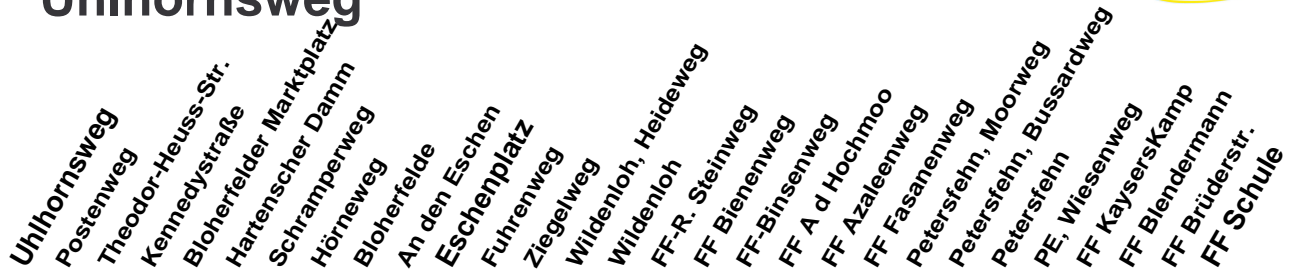 Uhlhornsweg
Uhlhornsweg
Postenweg
Theodor-Heuss-Str.
Kennedystraße
Bloherfelder Marktplatz
Hartenscher Damm
Schramperweg
Hörneweg
Bloherfelde
An den Eschen
Eschenplatz
Fuhrenweg
Ziegelweg
Wildenloh, Heideweg
Wildenloh
FF-R. Steinweg
FF Bienenweg
FF-Binsenweg
FF A d Hochmoo
FF Azaleenweg
FF Fasanenweg
Petersfehn, Moorweg
Petersfehn, Bussardweg
Petersfehn
PE, Wiesenweg
FF KaysersKamp
FF Blendermann
FF Brüderstr.
FF Schule